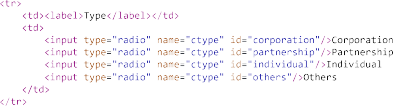 <tr>
    <td><label>Type</label></td>
    <td>
        <input type="radio" name="ctype" id="corporation"/>Corporation
        <input type="radio" name="ctype" id="partnership"/>Partnership
        <input type="radio" name="ctype" id="individual"/>Individual
        <input type="radio" name="ctype" id="others"/>Others
    </td>
</tr>